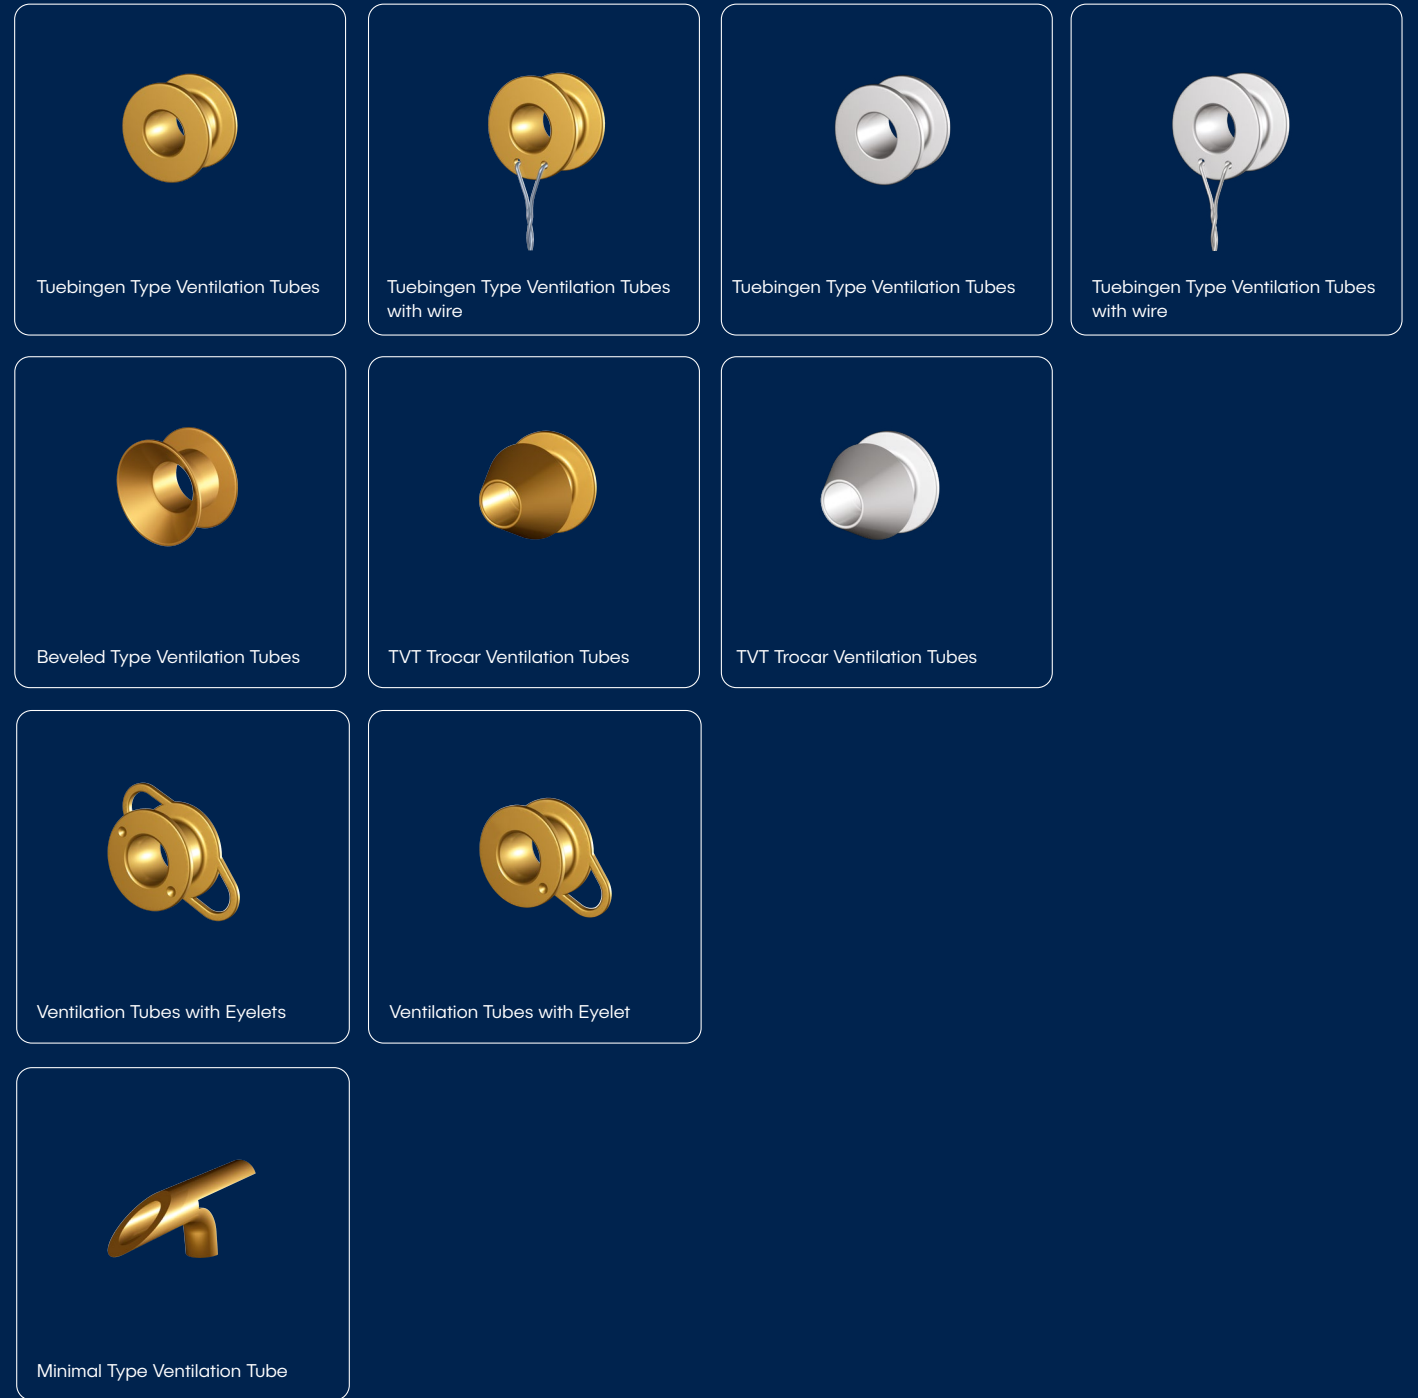 Tuebingen Type Ventilation Tubes
Tuebingen Type Ventilation Tubes
with wire
Tuebingen Type Ventilation Tubes
Tuebingen Type Ventilation Tubes
with wire
Beveled Type Ventilation Tubes
TVT Trocar Ventilation Tubes
TVT Trocar Ventilation Tubes
Ventilation Tubes with Eyelets
Ventilation Tubes with Eyelet
Minimal Type Ventilation Tube